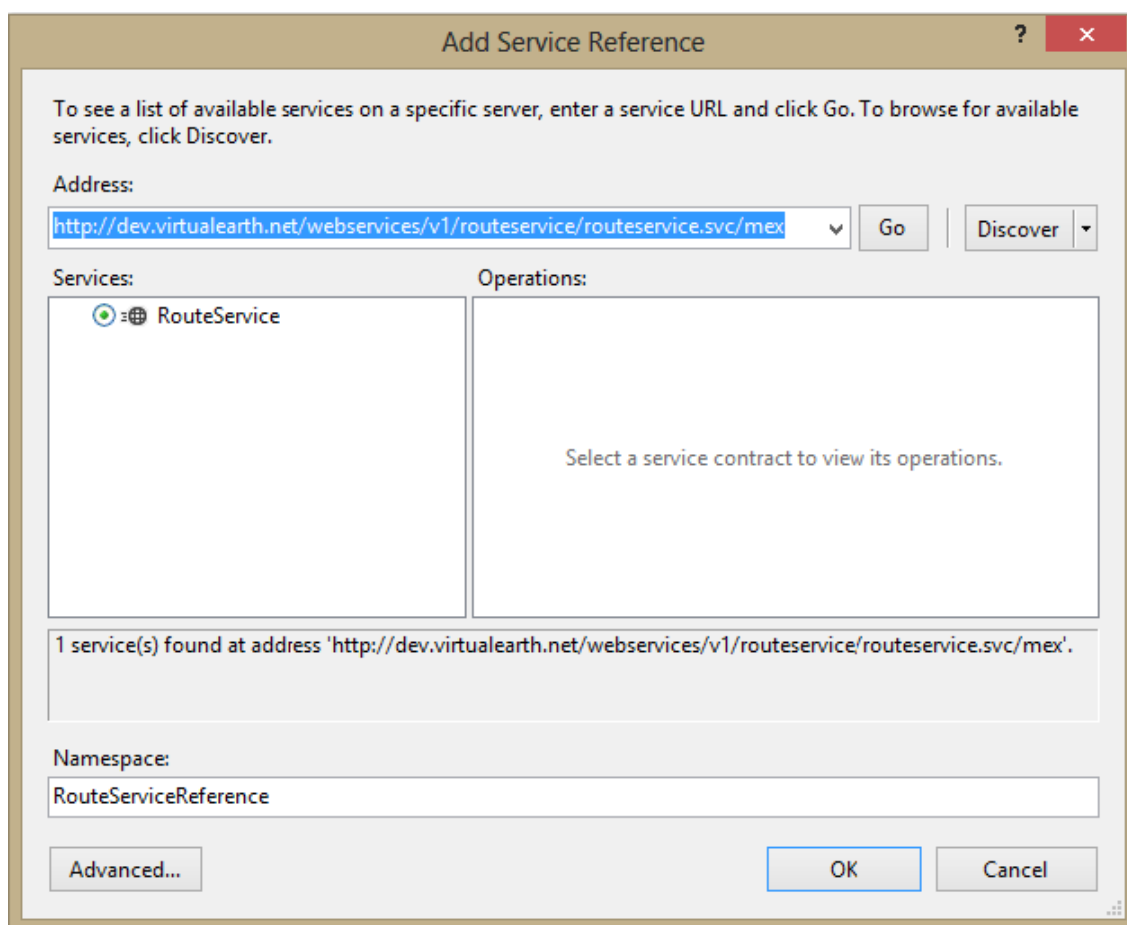 Add Service Reference
?
To see a list of available services on a specific server, enter a service URL and click Go. To browse for available
services, click Discover.
Address:
http://dev.virtualearth.net/webservices/v1/routeservice/routeservice.svc/mex
Go
Discover
Services:
Operations:
RouteService
Select a service contract to view its operations.
1 service(s) found at address 'http://dev.virtualearth.net/webservices/v1/routeservice/routeservice.svc/mex'.
Namespace:
RouteServiceReference
Advanced...
OK
Cancel